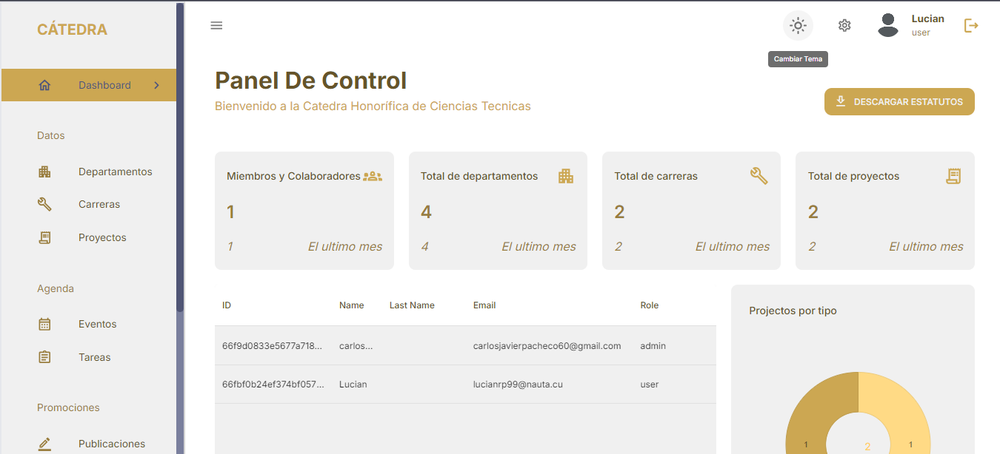 CÁTEDRA
Dashboard
Datos
Departamentos
Carreras
Proyectos
Agenda
Eventos
Tareas
Promociones
Publicaciones
Lucian
user
Cambiar Tema
Panel De Control
Bienvenido a la Catedra Honorífica de Ciencias Tecnicas
DESCARGAR ESTATUTOS
Miembros y Colaboradores
1
1 El ultimo mes
Total de departamentos
4
4 El ultimo mes
Total de carreras
2
2 El ultimo mes
Total de proyectos
2
2 El ultimo mes
ID Name Last Name Email Role
66f9d0833e5677a718... carlos... carlosjavierpacheco60@gmail.com admin
66fbf0b24ef374bf057... Lucian lucianrp99@nauta.cu user
Projectos por tipo
1 2 1